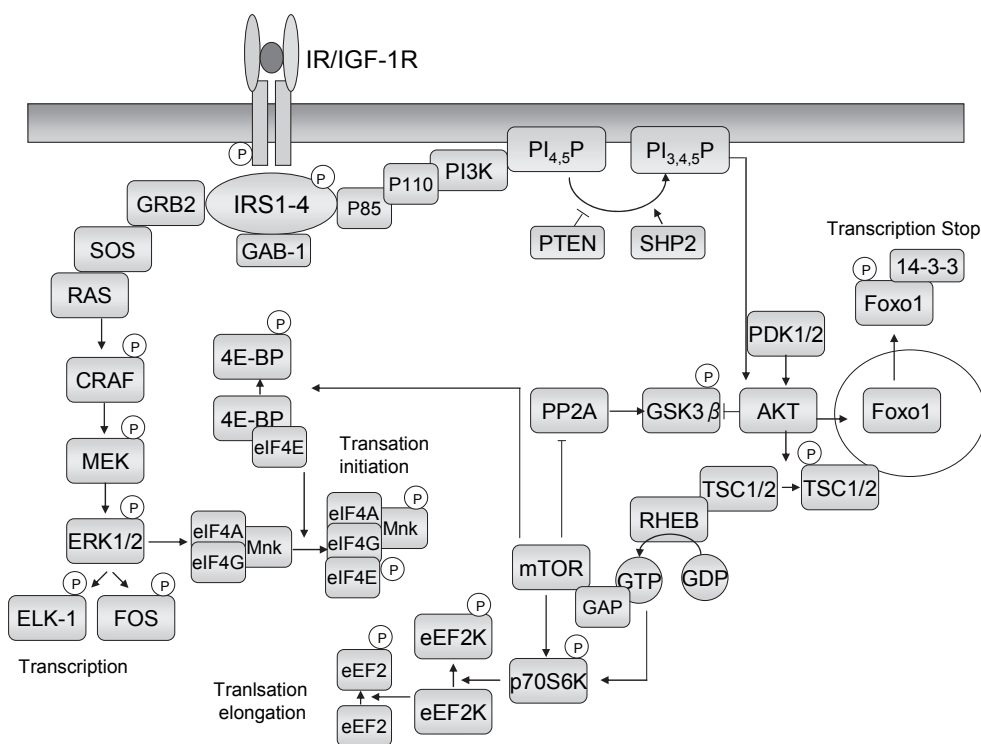 IR/IGF-1R
P
P
PI4,5P
PI3,4,5P
PI3K
P110
P85
IRS1-4
GRB2
GAB-1
SOS
RAS
PTEN
SHP2
Transcription Stop
P
14-3-3
Foxo1
P
P
PDK1/2
CRAF
4E-BP
P
PP2A
GSK3 β
AKT
Foxo1
4E-BP
eIF4E
P
MEK
Transation
initiation
P
TSC1/2
TSC1/2
P
P
ERK1/2
eIF4A
Mnk
eIF4G
eIF4A
Mnk
eIF4G
eIF4E
P
RHEB
mTOR
GTP
GDP
GAP
P
P
ELK-1
FOS
Transcription
P
eEF2K
P
eEF2
P
p70S6K
Tranlsation
elongation
eEF2
eEF2K